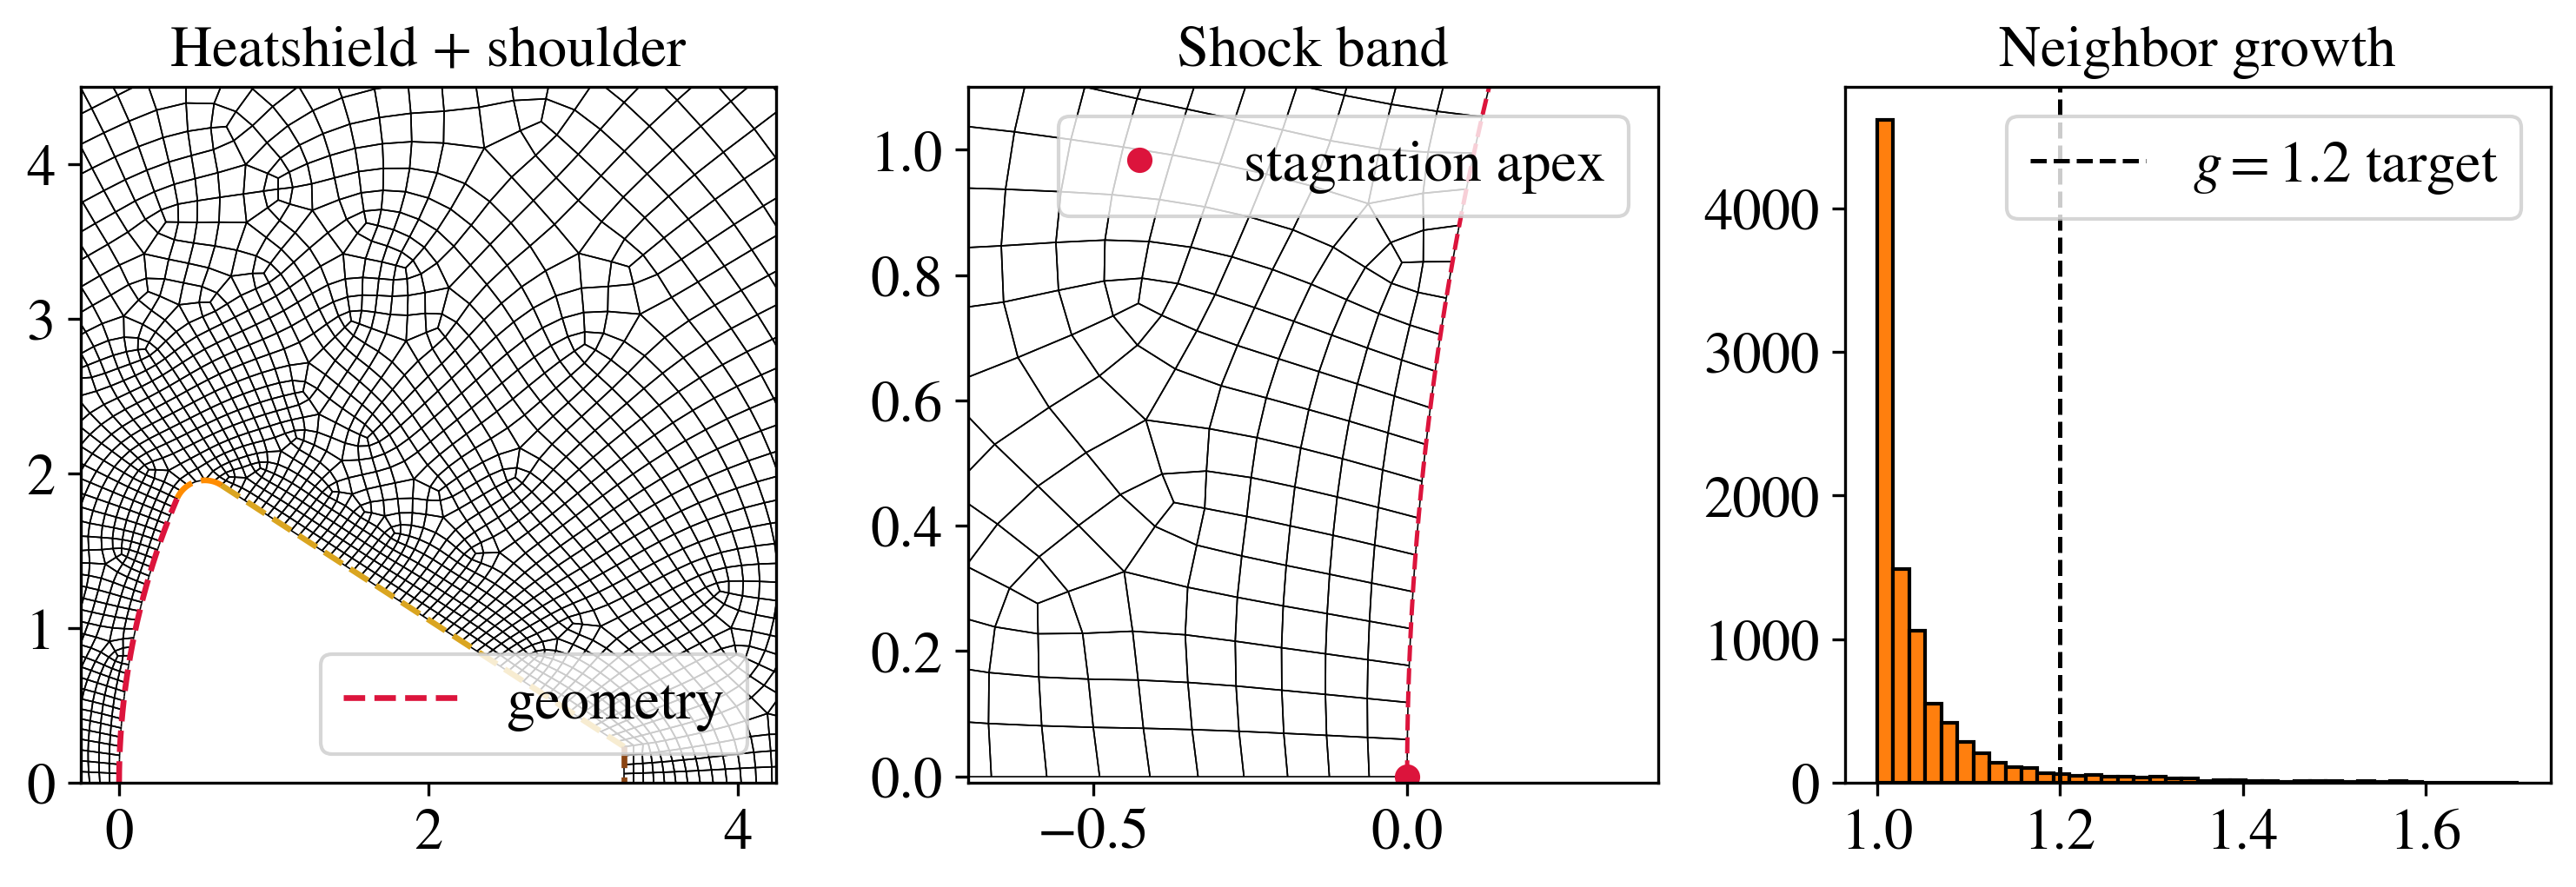 Heatshield + shoulder
4
3
2
1
0
0 2 4
geometry
Shock band
1.0
0.8
0.6
0.4
0.2
0.0
−0.5 0.0
stagnation apex
Neighbor growth
4000
3000
2000
1000
0
1.0 1.2 1.4 1.6
g = 1.2 target